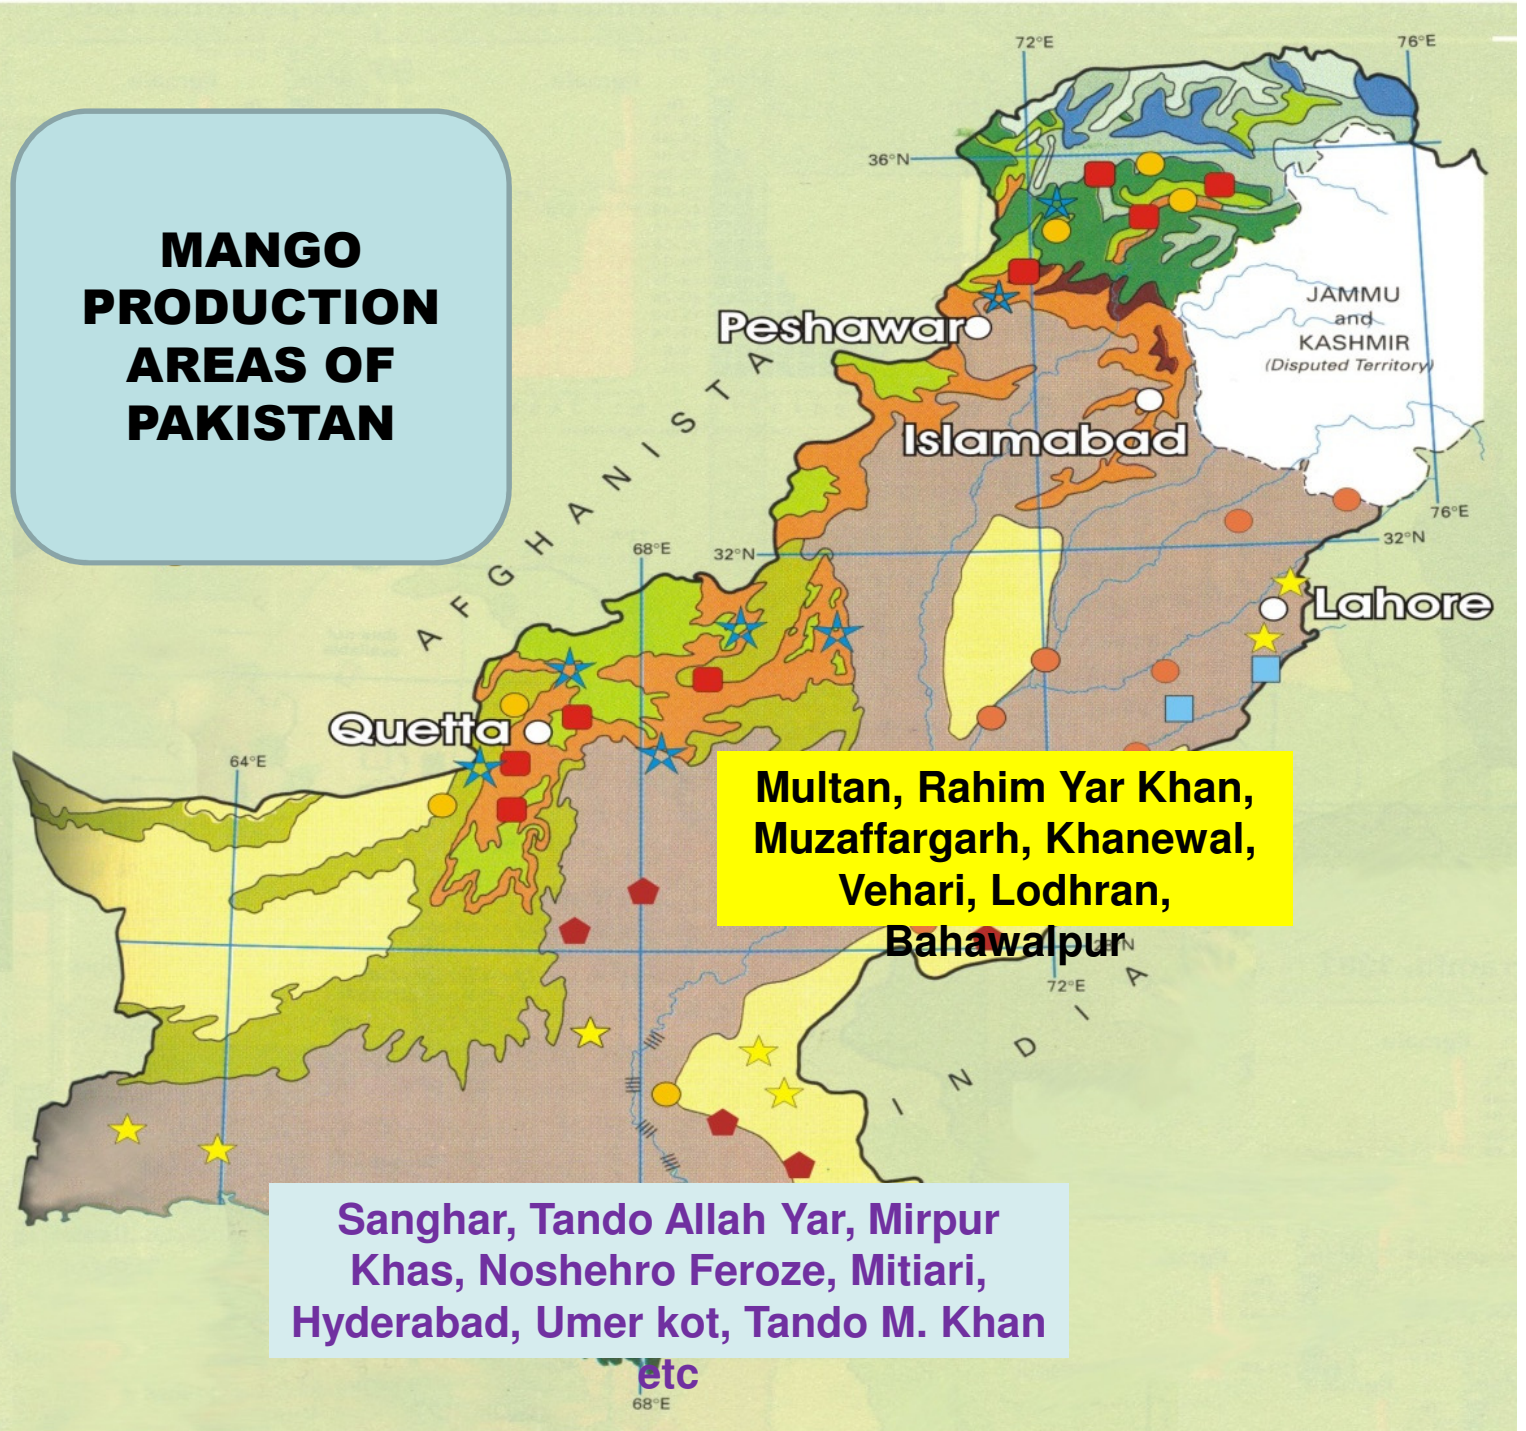 72°E
76°E
MANGO
PRODUCTION
AREAS OF
PAKISTAN
36°N
JAMMU
and
KASHMIR
(Disputed Territory)
Peshawar
Islamabad
AFGHANISTA
76°E
68°E
32°N
32°N
Lahore
Quetta
64°E
Multan, Rahim Yar Khan,
Muzaffargarh, Khanewal,
Vehari, Lodhran,
Bahawalpur
72°E
INDIA
Sanghar, Tando Allah Yar, Mirpur
Khas, Noshehro Feroze, Mitiari,
Hyderabad, Umer kot, Tando M. Khan
etc
68°E